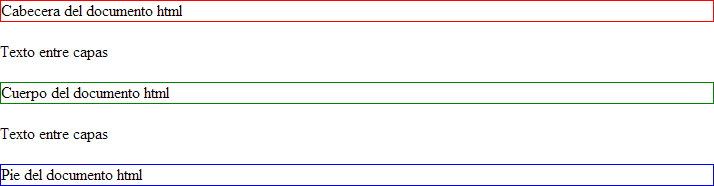 Cabecera del documento html
Texto entre capas
Cuerpo del documento html
Texto entre capas
Pie del documento html